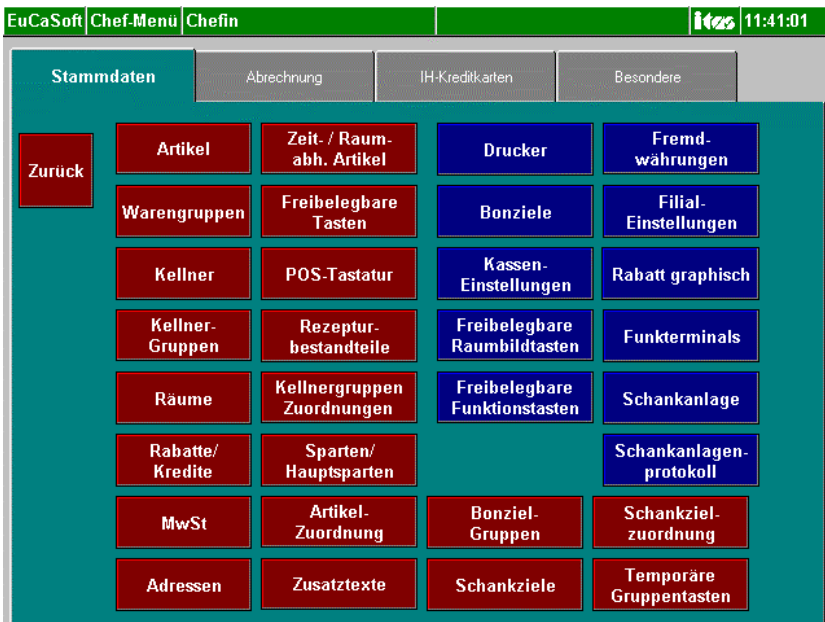 EuCaSoft Chef-Menü Chefin itos 11:41:01
Stammdaten Abrechnung IH-Kreditkarten Besondere
Zurück
Artikel
Zeit- / Raum-
abh. Artikel
Drucker
Fremd-
währungen
Warengruppen
Freibelegbare
Tasten
Bonziele
Filial-
Einstellungen
Kellner
POS-Tastatur
Kassen-
Einstellungen
Rabatt graphisch
Kellner-
Gruppen
Rezeptur-
bestandteile
Freibelegbare
Raumbildtasten
Funkterminals
Räume
Kellnergruppen
Zuordnungen
Freibelegbare
Funktionstasten
Schankanlage
Rabatte/
Kredite
Sparten/
Hauptsparten
Schankanlagen-
protokoll
MwSt
Artikel-
Zuordnung
Bonziel-
Gruppen
Schankziel-
zuordnung
Adressen
Zusatztexte
Schankziele
Temporäre
Gruppentasten